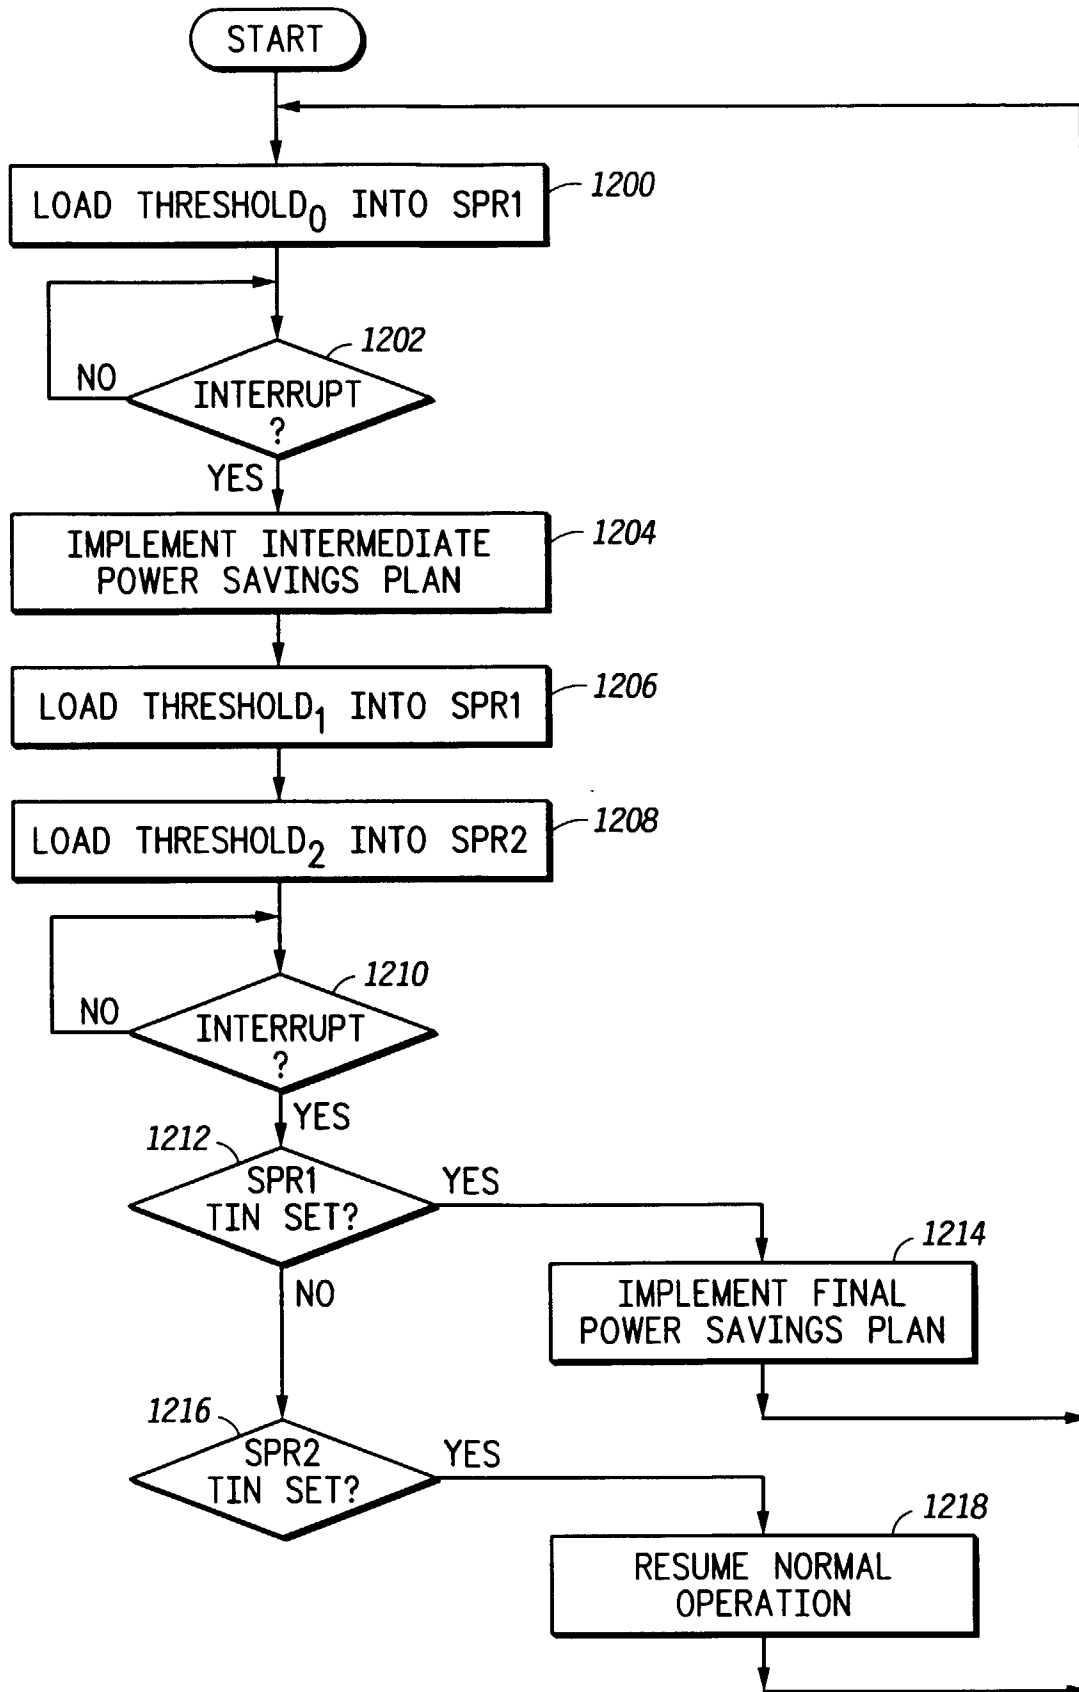 START
LOAD THRESHOLD₀ INTO SPR1
1200
1202
NO
INTERRUPT
?
YES
IMPLEMENT INTERMEDIATE
POWER SAVINGS PLAN
1204
LOAD THRESHOLD₁ INTO SPR1
1206
LOAD THRESHOLD₂ INTO SPR2
1208
1210
NO
INTERRUPT
?
YES
1212
SPR1
TIN SET?
YES
NO
1214
IMPLEMENT FINAL
POWER SAVINGS PLAN
1216
SPR2
TIN SET?
YES
1218
RESUME NORMAL
OPERATION